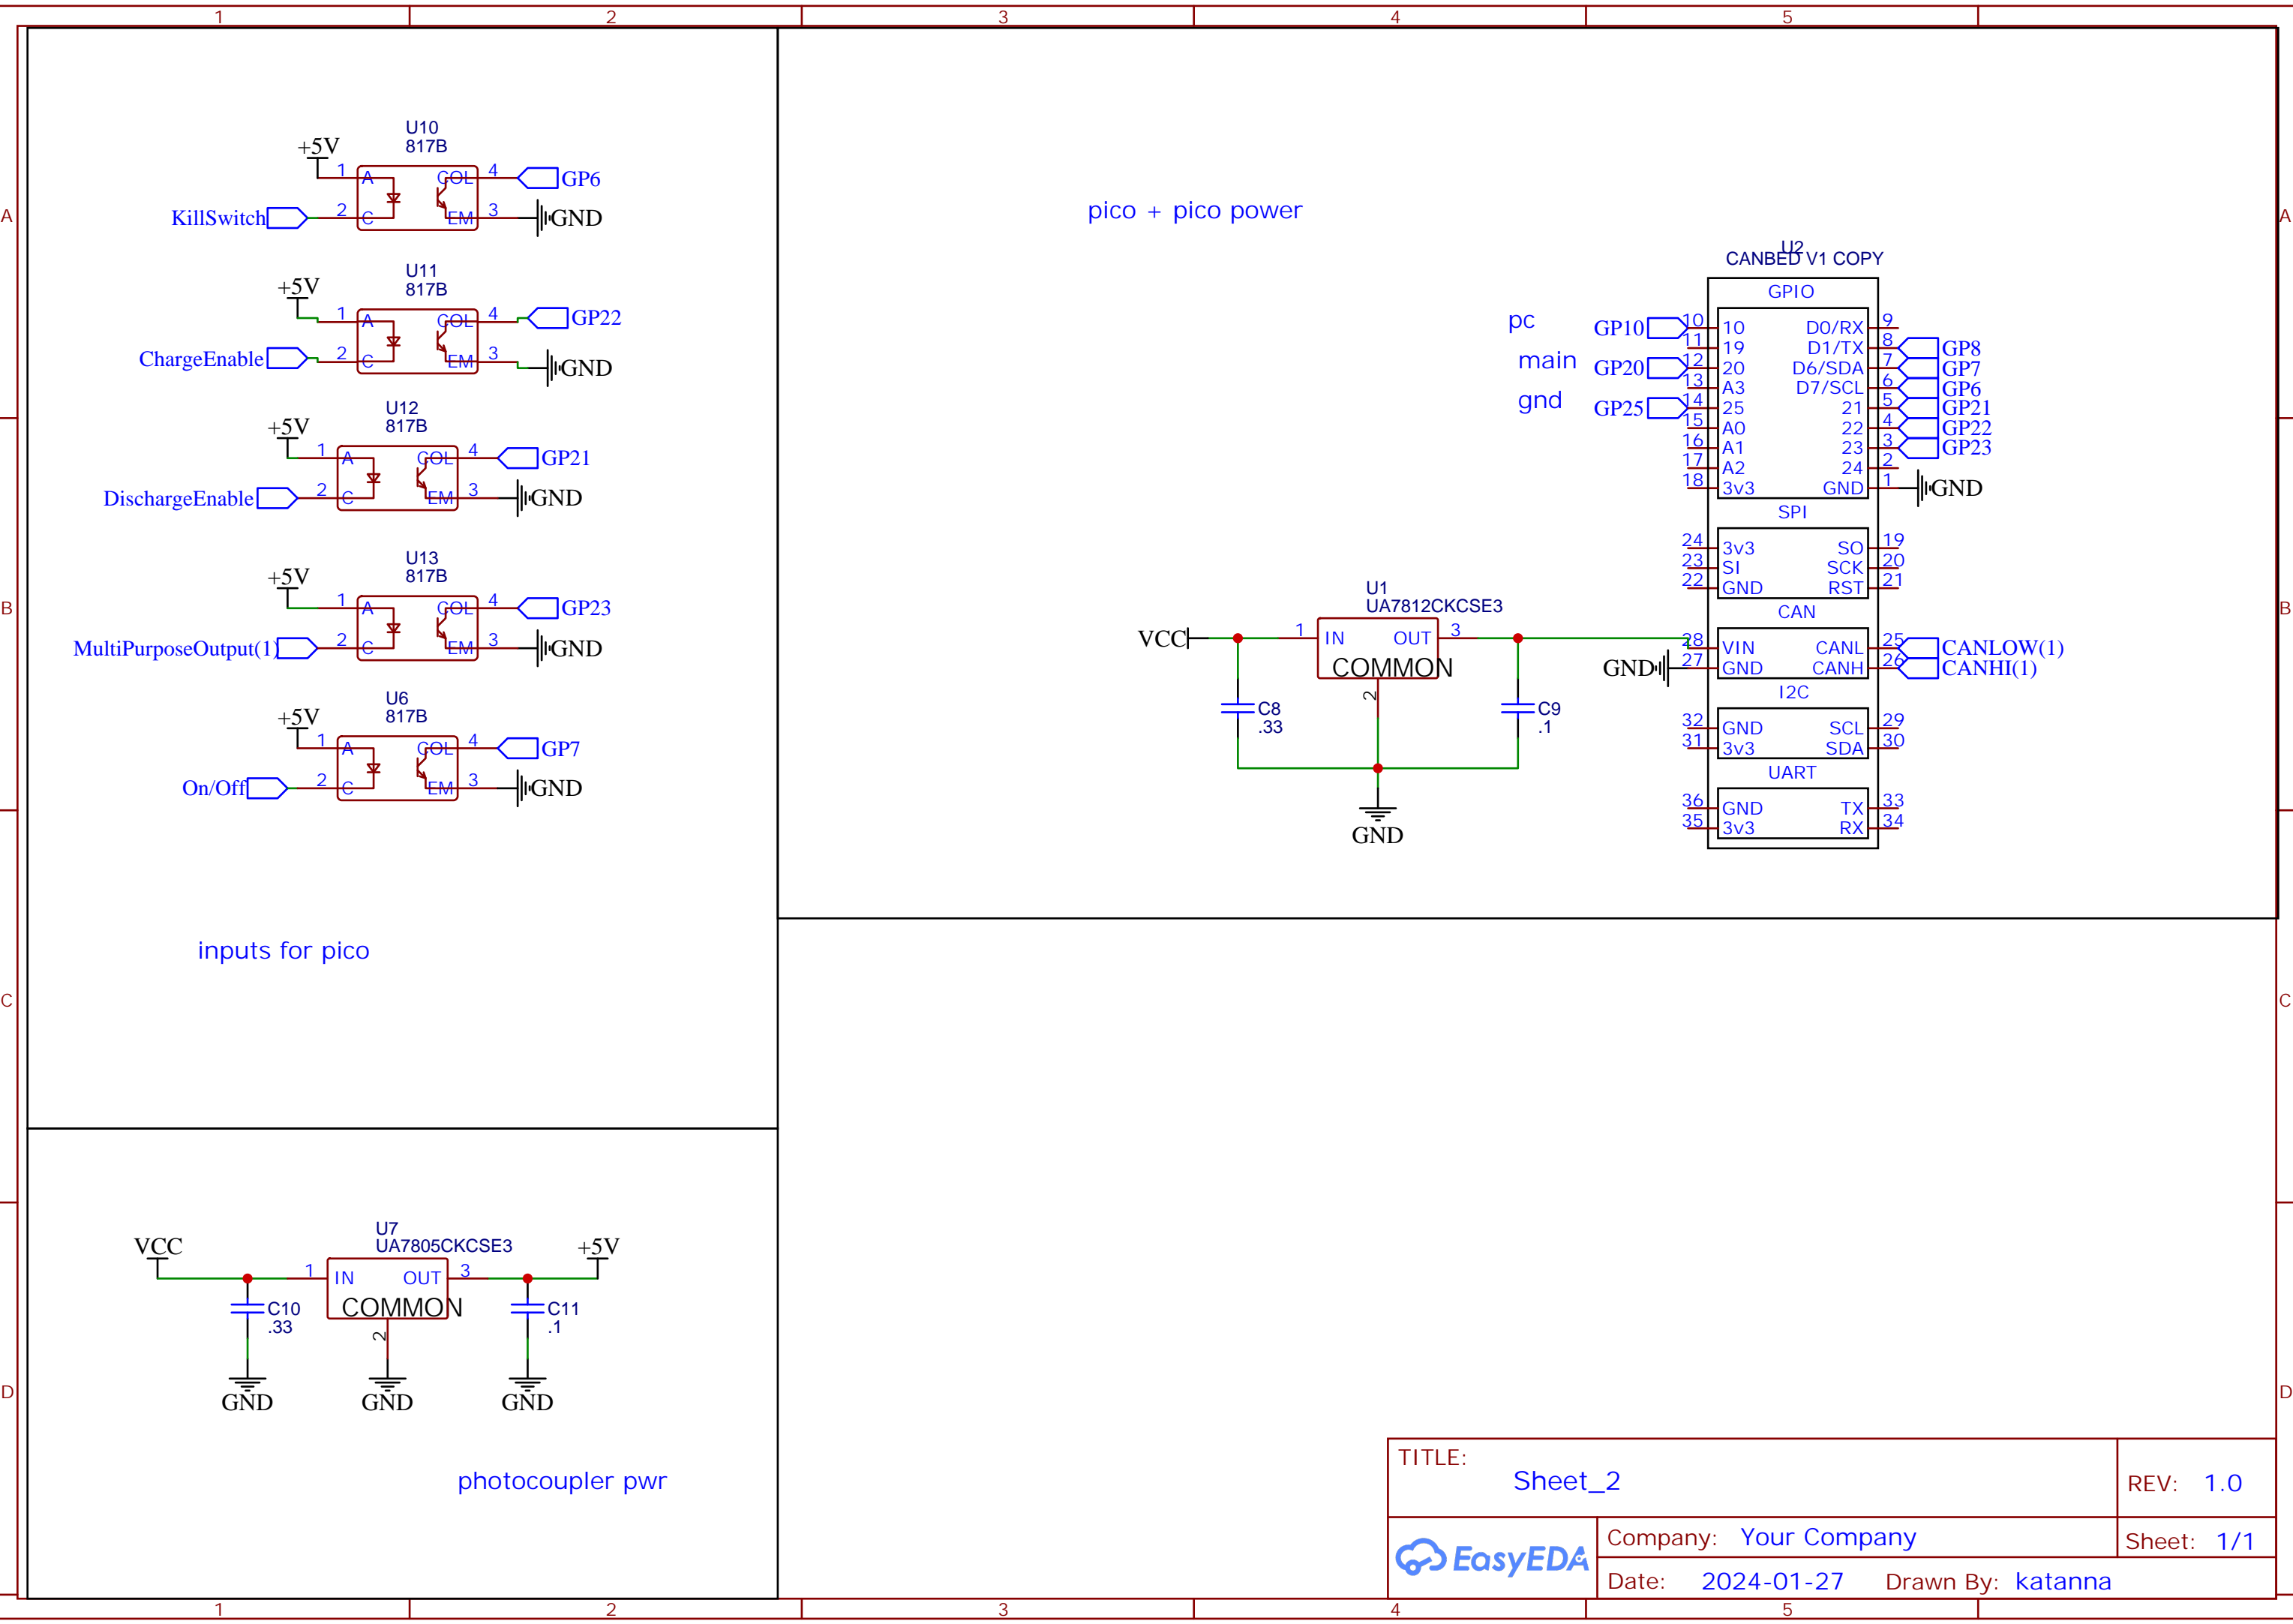 1 2 3 4 5
A
B
C
D
A
B
C
D
1 2 3 4 5
U10
817B
+5V
1 A COL 4 GP6
KillSwitch 2 C EM 3 GND
U11
817B
+5V
1 A COL 4 GP22
ChargeEnable 2 C EM 3 GND
U12
817B
+5V
1 A COL 4 GP21
DischargeEnable 2 C EM 3 GND
U13
817B
+5V
1 A COL 4 GP23
MultiPurposeOutput(1) 2 C EM 3 GND
U6
817B
+5V
1 A COL 4 GP7
On/Off 2 C EM 3 GND
inputs for pico
U7
UA7805CKCSE3
VCC
+5V
1 IN OUT 3
COMMON
2
C10
.33
C11
.1
GND GND GND
photocoupler pwr
pico + pico power
U1
UA7812CKCSE3
VCC
1 IN OUT 3
COMMON
2
C8
.33
C9
.1
GND
U2
CANBED V1 COPY
GPIO
pc GP10 10 10 D0/RX 9
11 19 D1/TX 8 GP8
main GP20 12 20 D6/SDA 7 GP7
13 A3 D7/SCL 6 GP6
gnd GP25 14 25 21 5 GP21
15 A0 22 4 GP22
16 A1 23 3 GP23
17 A2 24 2
18 3v3 GND 1 GND
SPI
24 3v3 SO 19
23 SI SCK 20
22 GND RST 21
CAN
28 VIN CANL 25 CANLOW(1)
GND 27 GND CANH 26 CANHI(1)
I2C
32 GND SCL 29
31 3v3 SDA 30
UART
36 GND TX 33
35 3v3 RX 34
TITLE:
Sheet_2
REV: 1.0
EasyEDA
Company: Your Company
Sheet: 1/1
Date: 2024-01-27 Drawn By: katanna